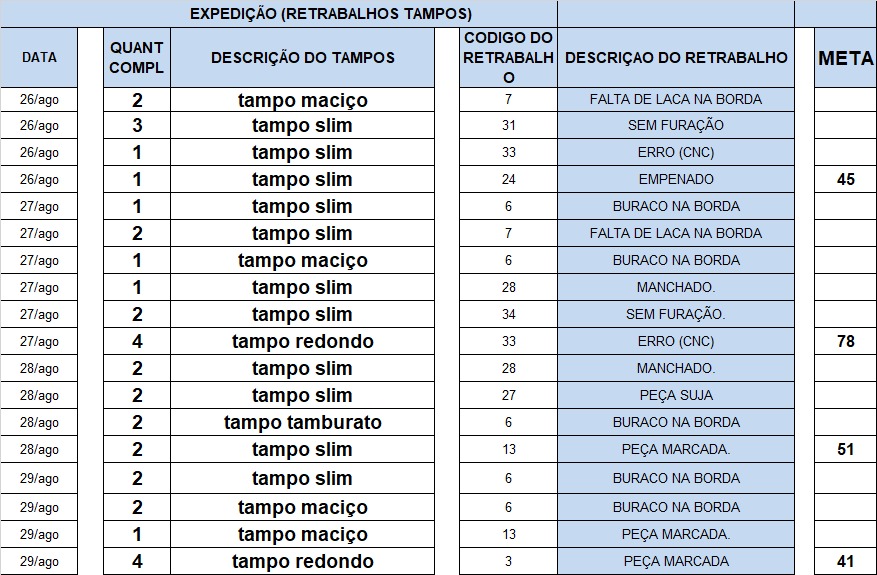 EXPEDIÇÃO (RETRABALHOS TAMPOS)
DATA QUANT COMPL DESCRIÇÃO DO TAMPOS CODIGO DO RETRABALHO DESCRIÇAO DO RETRABALHO META
26/ago 2 tampo maciço 7 FALTA DE LACA NA BORDA
26/ago 3 tampo slim 31 SEM FURAÇÃO
26/ago 1 tampo slim 33 ERRO (CNC)
26/ago 1 tampo slim 24 EMPENADO 45
27/ago 1 tampo slim 6 BURACO NA BORDA
27/ago 2 tampo slim 7 FALTA DE LACA NA BORDA
27/ago 1 tampo maciço 6 BURACO NA BORDA
27/ago 1 tampo slim 28 MANCHADO.
27/ago 2 tampo slim 34 SEM FURAÇÃO.
27/ago 4 tampo redondo 33 ERRO (CNC) 78
28/ago 2 tampo slim 28 MANCHADO.
28/ago 2 tampo slim 27 PEÇA SUJA
28/ago 2 tampo tamburato 6 BURACO NA BORDA
28/ago 2 tampo slim 13 PEÇA MARCADA. 51
29/ago 2 tampo slim 6 BURACO NA BORDA
29/ago 2 tampo maciço 6 BURACO NA BORDA
29/ago 1 tampo maciço 13 PEÇA MARCADA.
29/ago 4 tampo redondo 3 PEÇA MARCADA 41